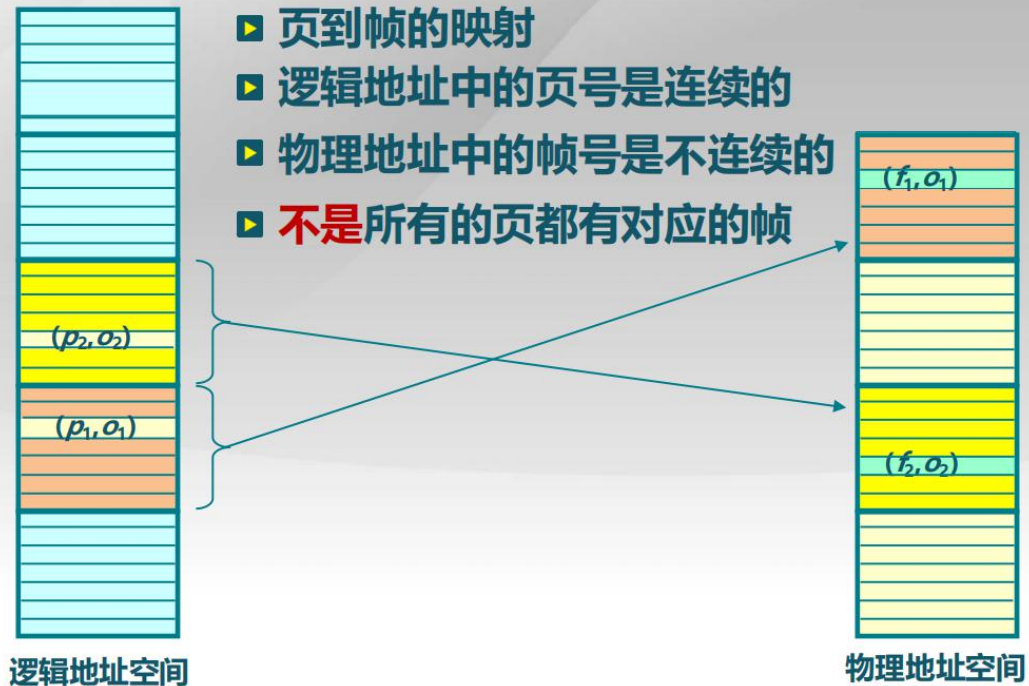 页到帧的映射
逻辑地址中的页号是连续的
物理地址中的帧号是不连续的
不是所有的页都有对应的帧
(f₁,o₁)
(p₂,o₂)
(p₁,o₁)
(f₂,o₂)
逻辑地址空间
物理地址空间